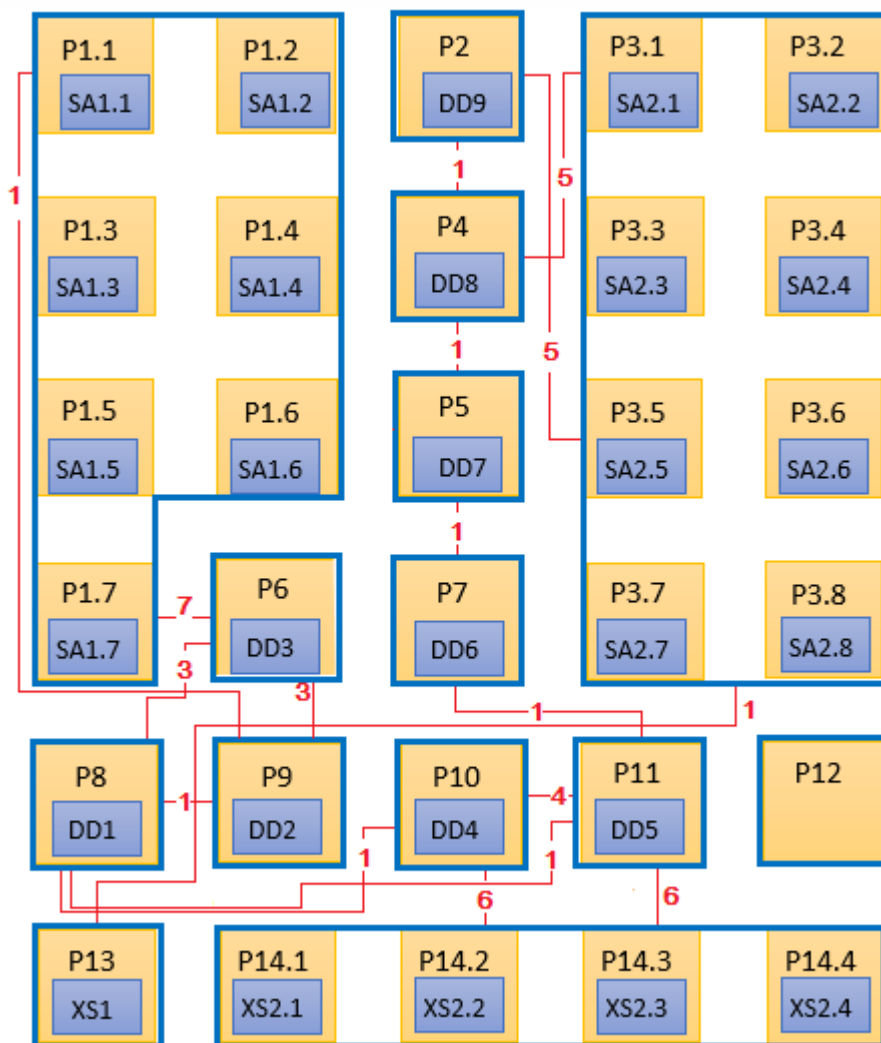 P1.1
P1.2
P2
P3.1
P3.2
SA1.1
SA1.2
DD9
SA2.1
SA2.2
1
1
5
P1.3
P1.4
P4
P3.3
P3.4
SA1.3
SA1.4
DD8
SA2.3
SA2.4
1
5
P1.5
P1.6
P5
P3.5
P3.6
SA1.5
SA1.6
DD7
SA2.5
SA2.6
1
P1.7
7
P6
P7
P3.7
P3.8
SA1.7
DD3
DD6
SA2.7
SA2.8
3
3
1
1
P8
P9
P10
P11
P12
1
4
DD1
DD2
DD4
DD5
1
1
6
6
P13
P14.1
P14.2
P14.3
P14.4
XS1
XS2.1
XS2.2
XS2.3
XS2.4